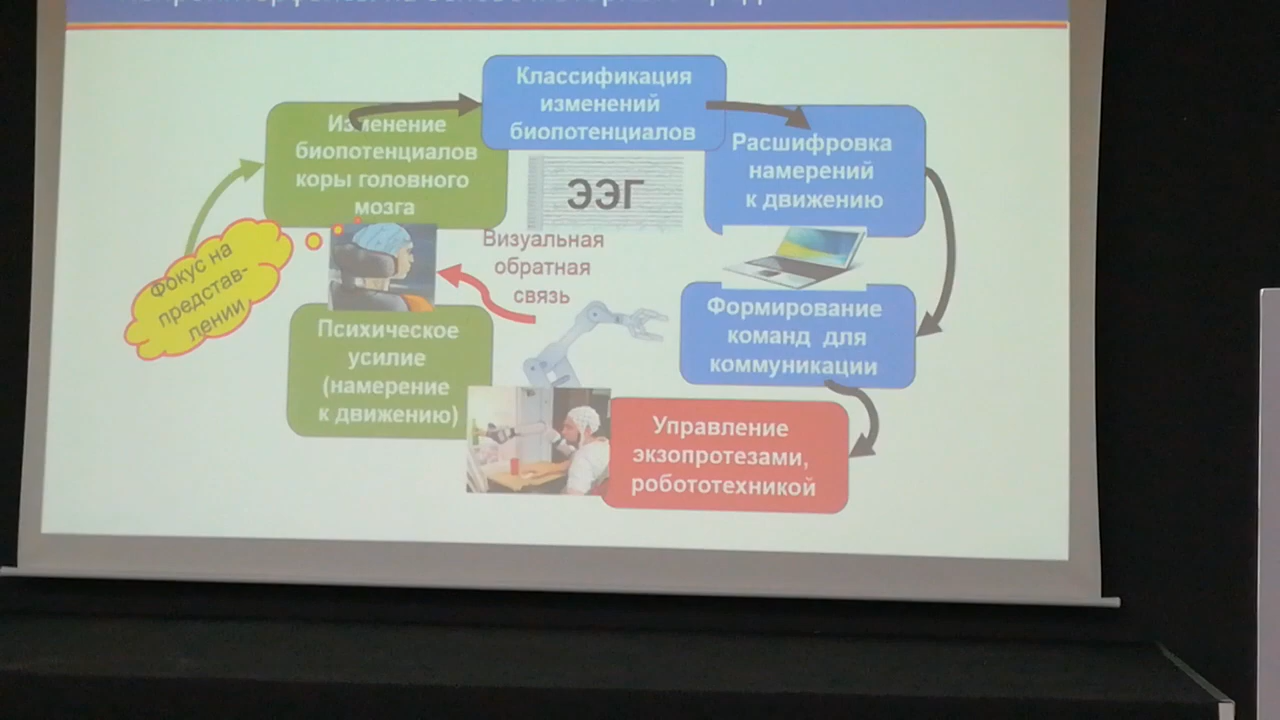 Классификация
изменений
биопотенциалов
Изменение
биопотенциалов
коры головного
мозга
Расшифровка
намерений
к движению
ЭЭГ
Фокус на
представ-
лении
Визуальная
обратная
связь
Психическое
усилие
(намерение
к движению)
Формирование
команд для
коммуникации
Управление
экзопротезами,
робототехникой